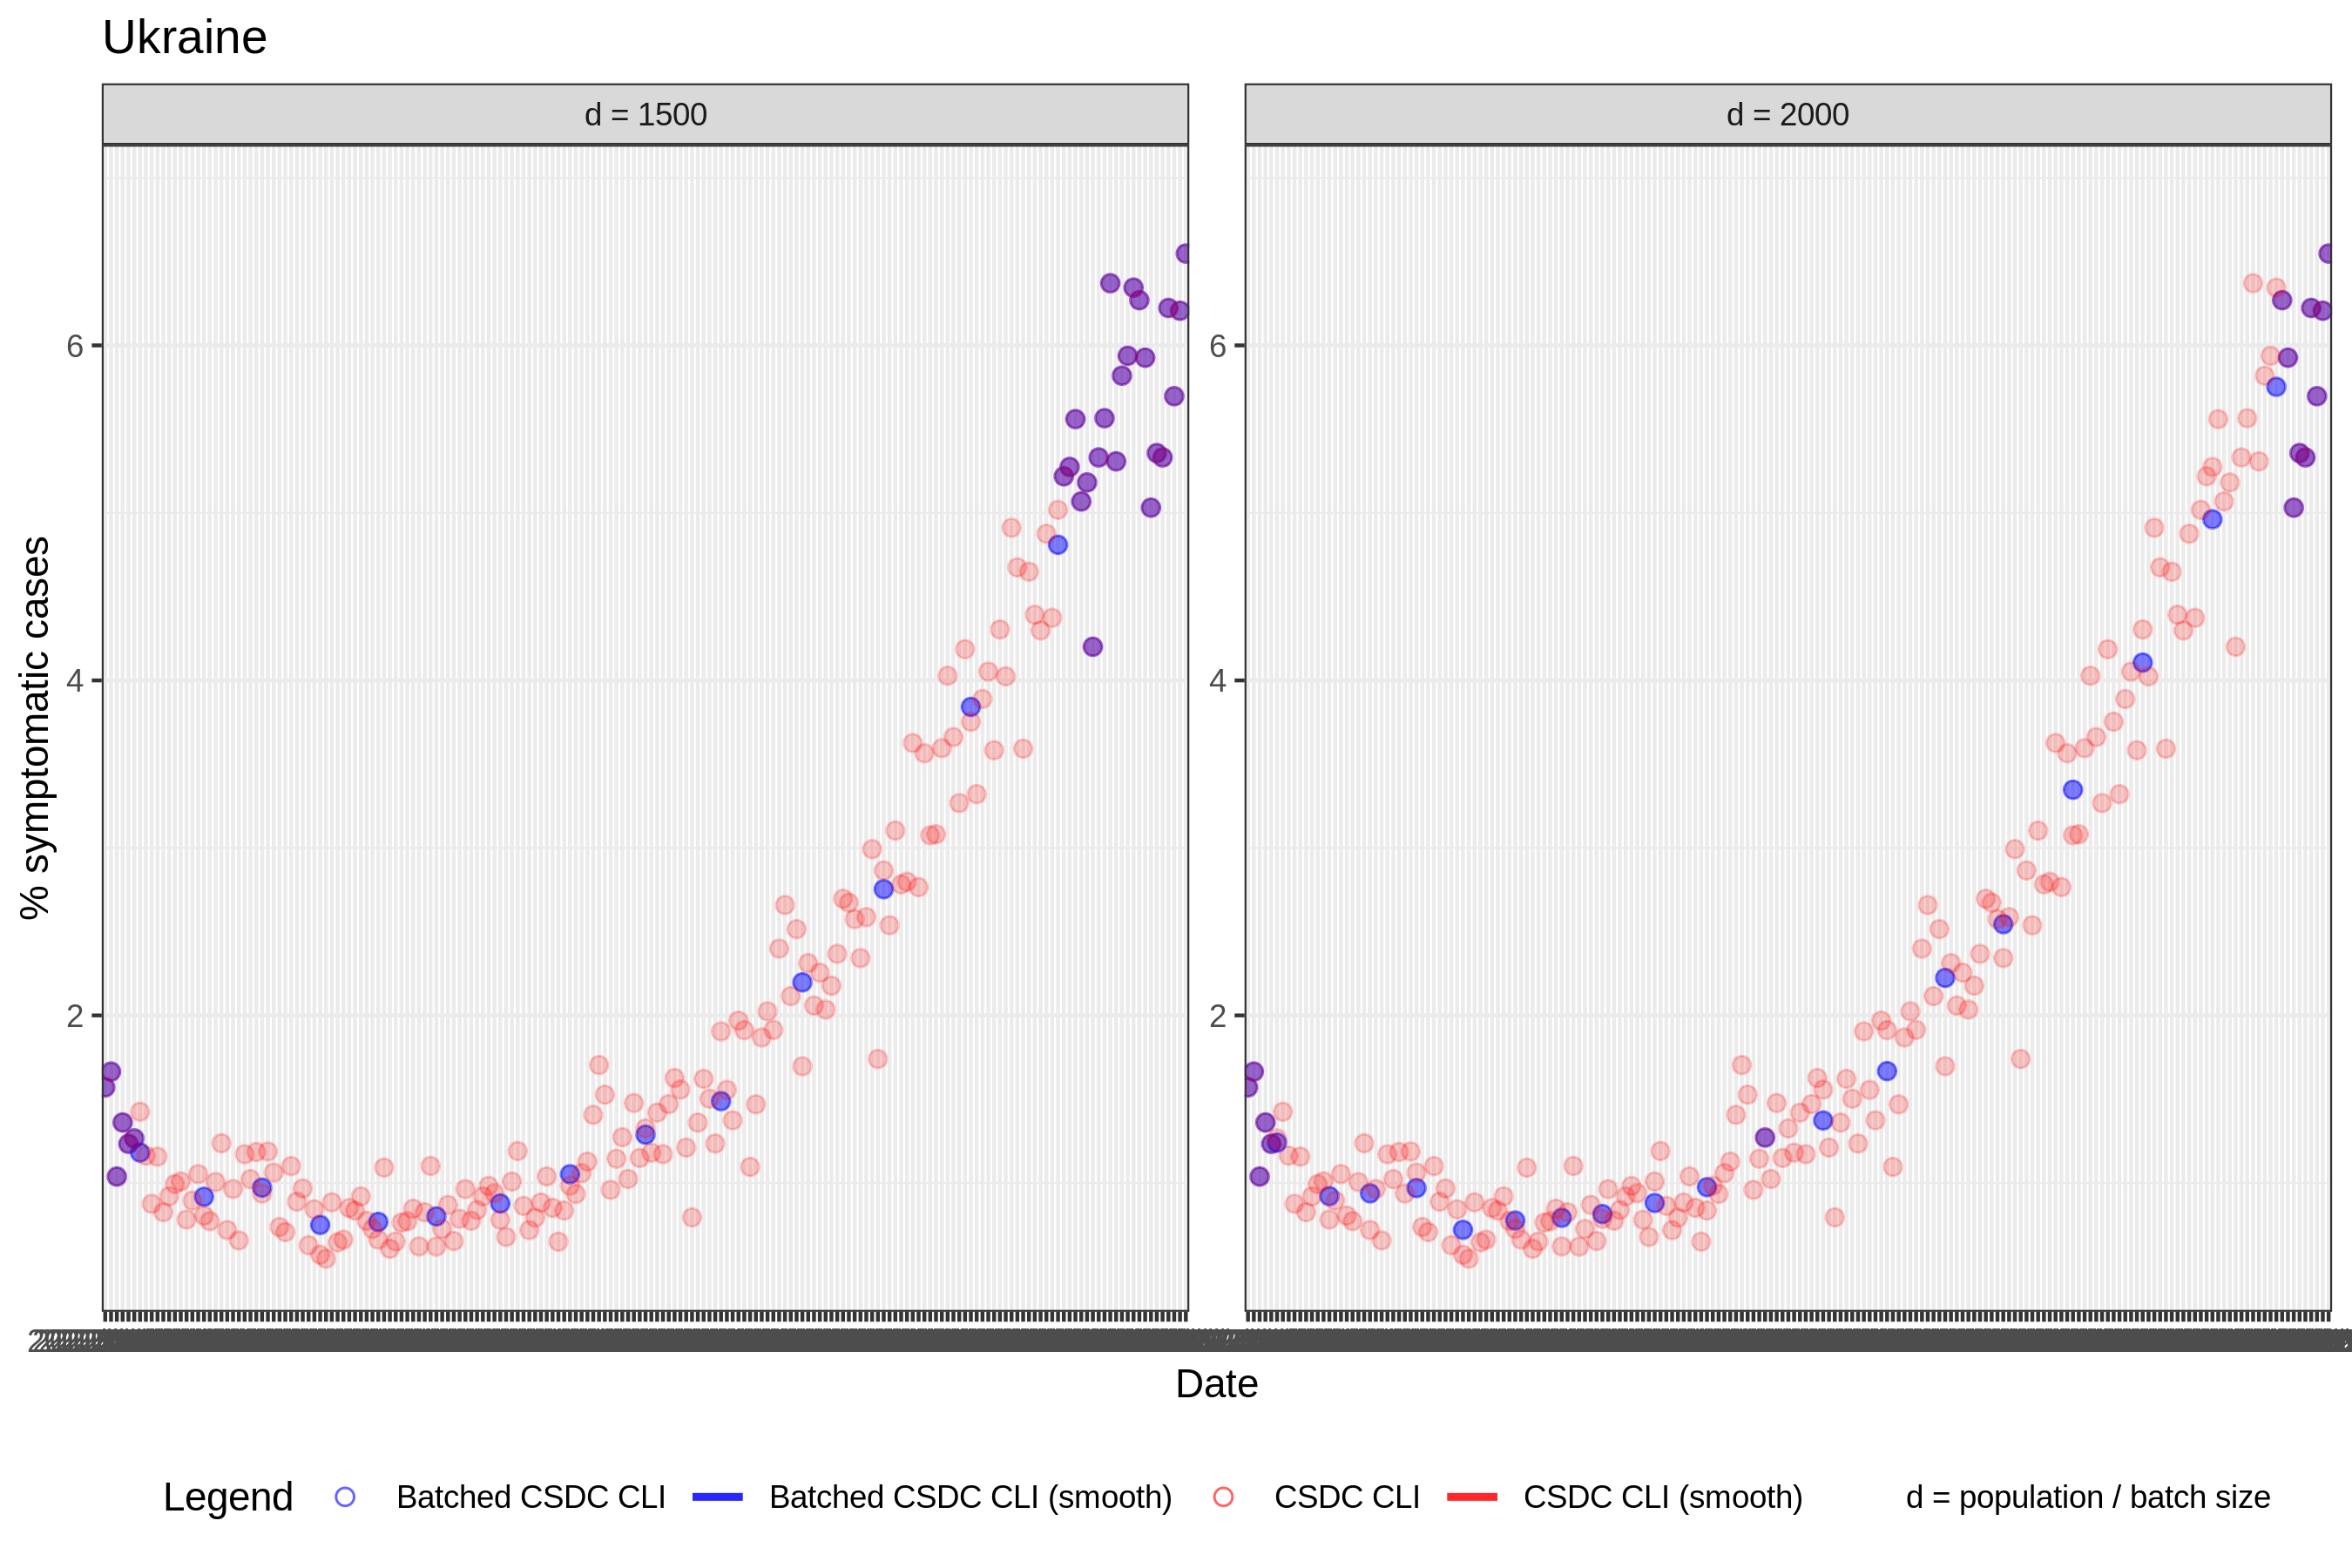 Ukraine
d = 1500
d = 2000
% symptomatic cases
6
4
2
6
4
2
Date
Legend
Batched CSDC CLI
Batched CSDC CLI (smooth)
CSDC CLI
CSDC CLI (smooth)
d = population / batch size